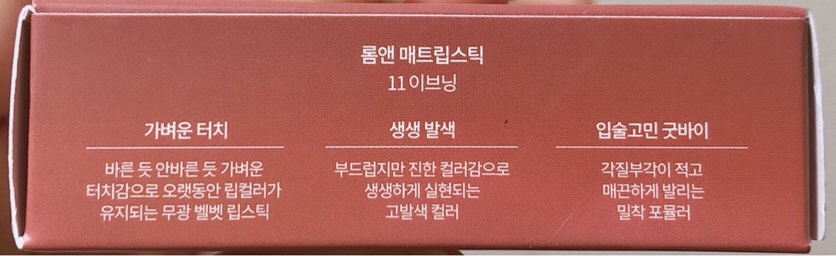 롬앤 매트립스틱
11 이브닝
가벼운 터치
바른 듯 안바른 듯 가벼운
터치감으로 오랫동안 립컬러가
유지되는 무광 벨벳 립스틱
생생 발색
부드럽지만 진한 컬러감으로
생생하게 실현되는
고발색 컬러
입술고민 굿바이
각질부각이 적고
매끈하게 발리는
밀착 포뮬러